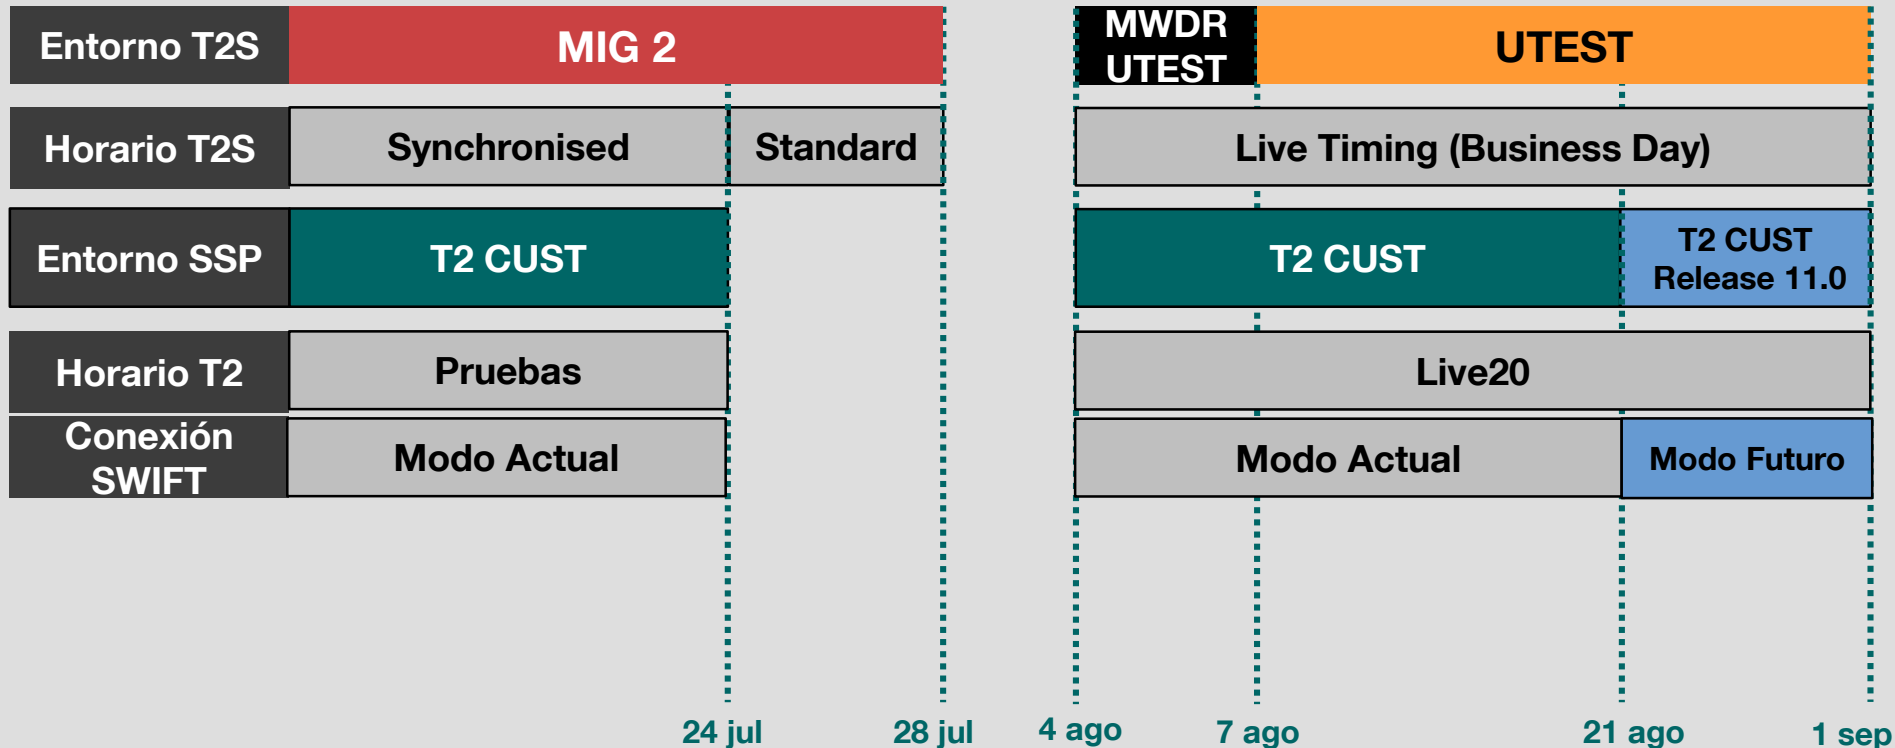 Entorno T2S
MIG 2
MWDR
UTEST
UTEST
Horario T2S
Synchronised
Standard
Live Timing (Business Day)
Entorno SSP
T2 CUST
T2 CUST
T2 CUST
Release 11.0
Horario T2
Pruebas
Live20
Conexión
SWIFT
Modo Actual
Modo Actual
Modo Futuro
24 jul
28 jul
4 ago
7 ago
21 ago
1 sep